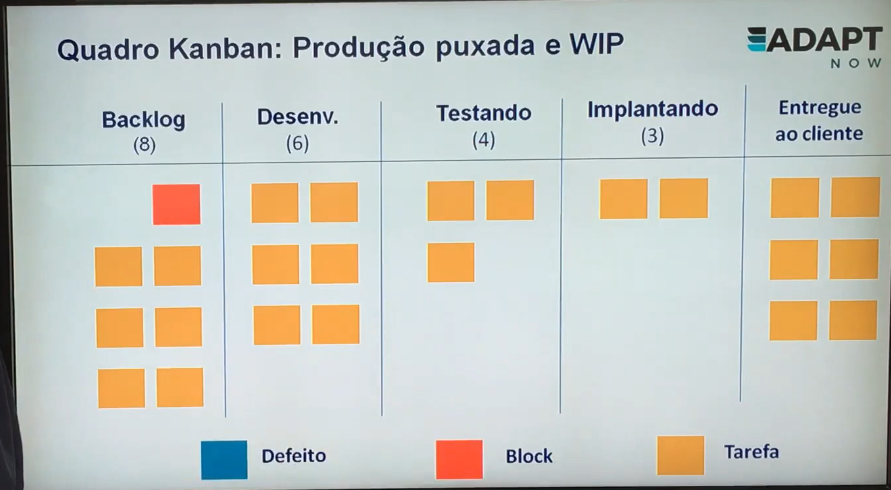 Quadro Kanban: Produção puxada e WIP
ADAPT
NOW
Backlog
(8)
Desenv.
(6)
Testando
(4)
Implantando
(3)
Entregue
ao cliente
Defeito
Block
Tarefa